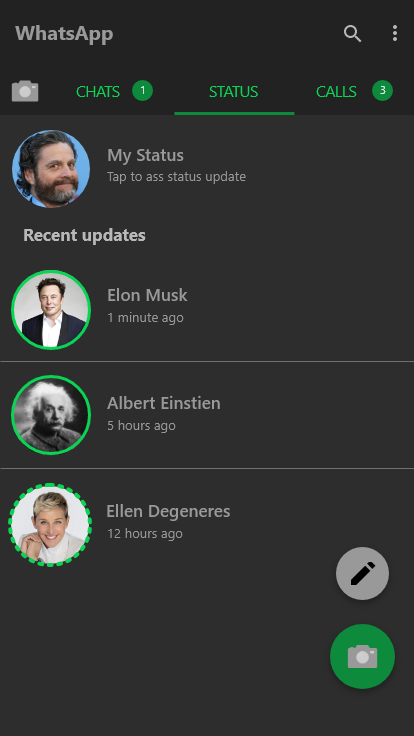 WhatsApp
CHATS 1 STATUS CALLS 3
My Status
Tap to ass status update
Recent updates
Elon Musk
1 minute ago
Albert Einstien
5 hours ago
Ellen Degeneres
12 hours ago